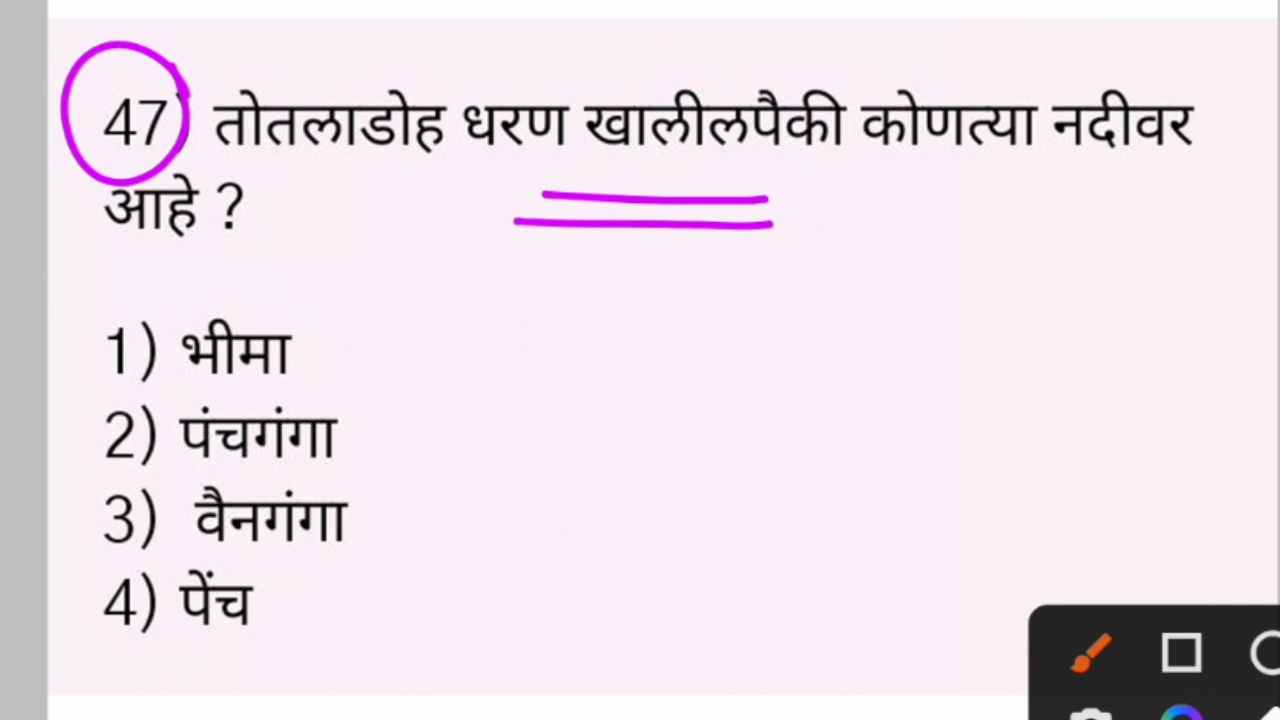 47) तोतलाडोह धरण खालीलपैकी कोणत्या नदीवर
आहे ?
1) भीमा
2) पंचगंगा
3) वैनगंगा
4) पेंच